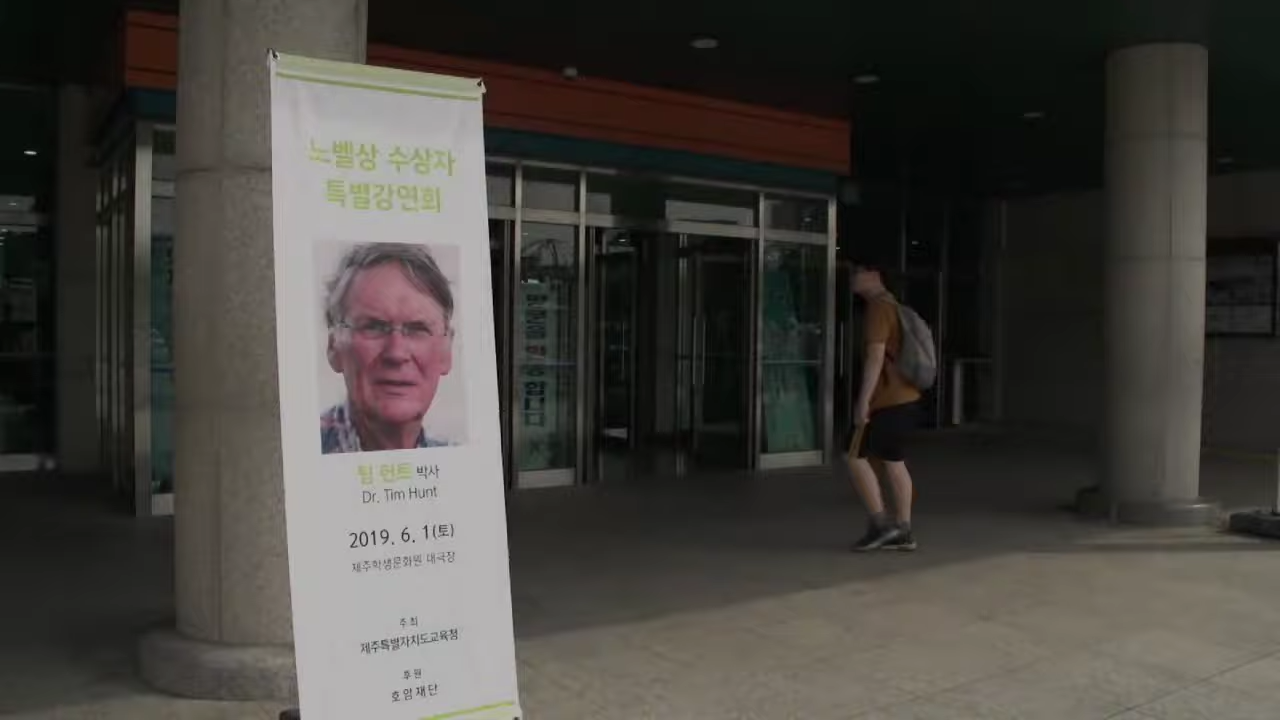 노벨상 수상자
특별강연회
팀 헌트 박사
Dr. Tim Hunt
2019. 6. 1(토)
제주학생문화원 대극장
주최
제주특별자치도교육청
후원
호암재단